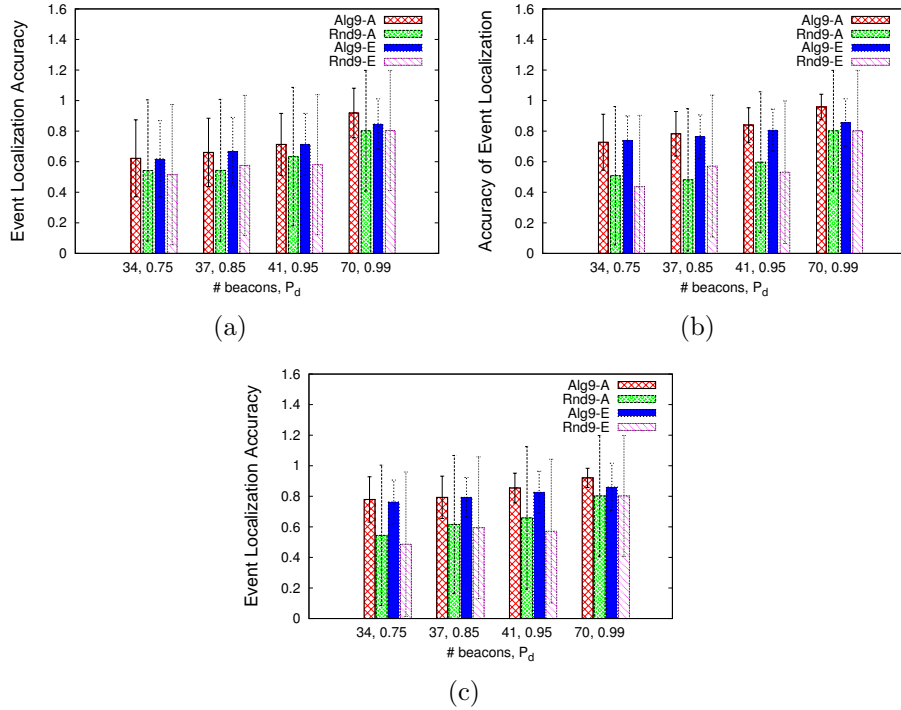 Event Localization Accuracy
1.6
1.4
1.2
1
0.8
0.6
0.4
0.2
0
Alg9-A
Rnd9-A
Alg9-E
Rnd9-E
34, 0.75 37, 0.85 41, 0.95 70, 0.99
# beacons, P_d
(a)
Accuracy of Event Localization
1.6
1.4
1.2
1
0.8
0.6
0.4
0.2
0
Alg9-A
Rnd9-A
Alg9-E
Rnd9-E
34, 0.75 37, 0.85 41, 0.95 70, 0.99
# beacons, P_d
(b)
Event Localization Accuracy
1.6
1.4
1.2
1
0.8
0.6
0.4
0.2
0
Alg9-A
Rnd9-A
Alg9-E
Rnd9-E
34, 0.75 37, 0.85 41, 0.95 70, 0.99
# beacons, P_d
(c)